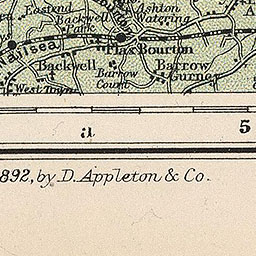 Eastend
Ashton
Backwell
Watering
Park
Nailsea
Flax Bourton
Backwell
Barrow
Barrow
Gurney
Court
West Town
a
5
892, by D. Appleton & Co.